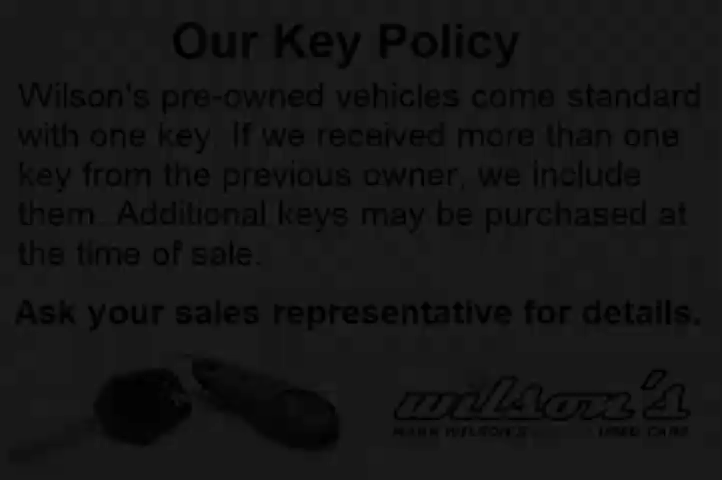 Our Key Policy
Wilson's pre-owned vehicles come standard
with one key. If we received more than one
key from the previous owner, we include
them. Additional keys may be purchased at
the time of sale.
Ask your sales representative for details.
wilson's
USED CARS